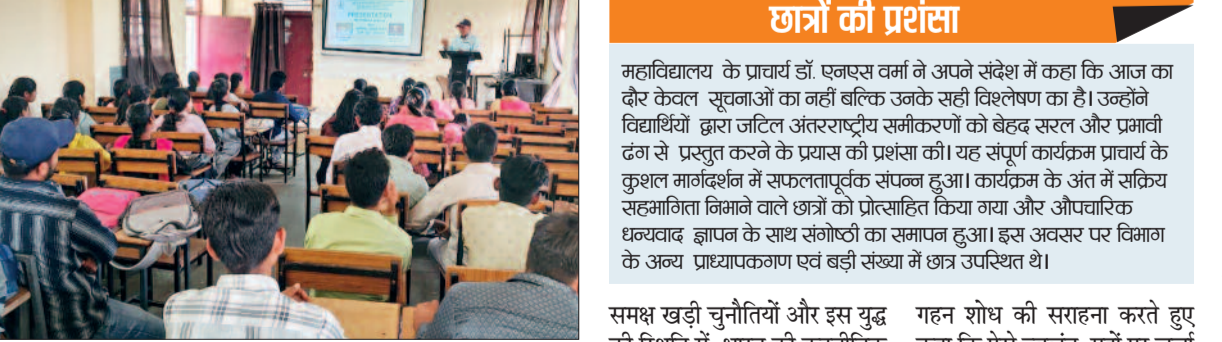 PRESENTATION
छात्रों की प्रशंसा
महाविद्यालय के प्राचार्य डॉ. एनएस वर्मा ने अपने संदेश में कहा कि आज का
दौर केवल सूचनाओं का नहीं बल्कि उनके सही विश्लेषण का है। उन्होंने
विद्यार्थियों द्वारा जटिल अंतरराष्ट्रीय समीकरणों को बेहद सरल और प्रभावी
ढंग से प्रस्तुत करने के प्रयास की प्रशंसा की। यह संपूर्ण कार्यक्रम प्राचार्य के
कुशल मार्गदर्शन में सफलतापूर्वक संपन्न हुआ। कार्यक्रम के अंत में सक्रिय
सहभागिता निभाने वाले छात्रों को प्रोत्साहित किया गया और औपचारिक
धन्यवाद ज्ञापन के साथ संगोष्ठी का समापन हुआ। इस अवसर पर विभाग
के अन्य प्राध्यापकगण एवं बड़ी संख्या में छात्र उपस्थित थे।
समक्ष खड़ी चुनौतियों और इस युद्ध
गहन शोध की सराहना करते हुए